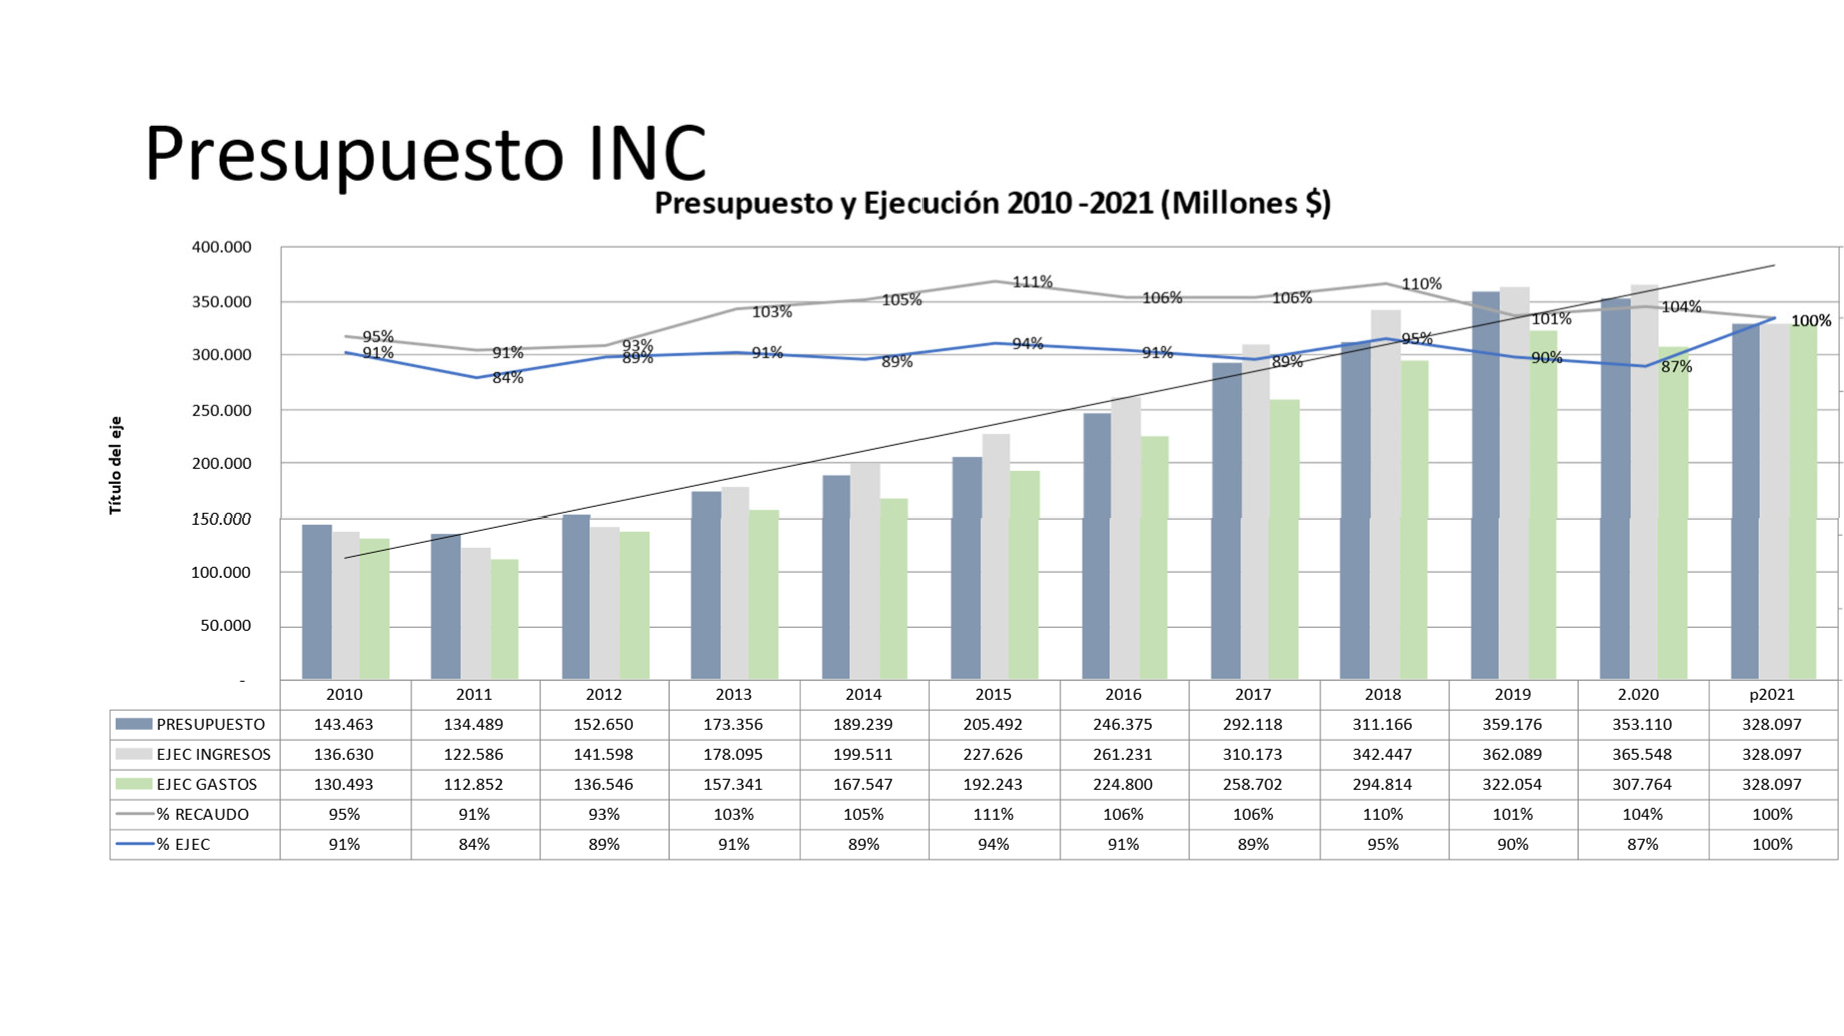 Presupuesto INC
Presupuesto y Ejecución 2010 -2021 (Millones $)
400.000
350.000
300.000
250.000
200.000
150.000
100.000
50.000
-
Título del eje
95% 91% 93% 103% 105% 111% 106% 106% 110% 101% 104% 100%
91% 84% 89% 91% 89% 94% 91% 89% 95% 90% 87% 100%
2010 2011 2012 2013 2014 2015 2016 2017 2018 2019 2.020 p2021
PRESUPUESTO 143.463 134.489 152.650 173.356 189.239 205.492 246.375 292.118 311.166 359.176 353.110 328.097
EJEC INGRESOS 136.630 122.586 141.598 178.095 199.511 227.626 261.231 310.173 342.447 362.089 365.548 328.097
EJEC GASTOS 130.493 112.852 136.546 157.341 167.547 192.243 224.800 258.702 294.814 322.054 307.764 328.097
% RECAUDO 95% 91% 93% 103% 105% 111% 106% 106% 110% 101% 104% 100%
% EJEC 91% 84% 89% 91% 89% 94% 91% 89% 95% 90% 87% 100%